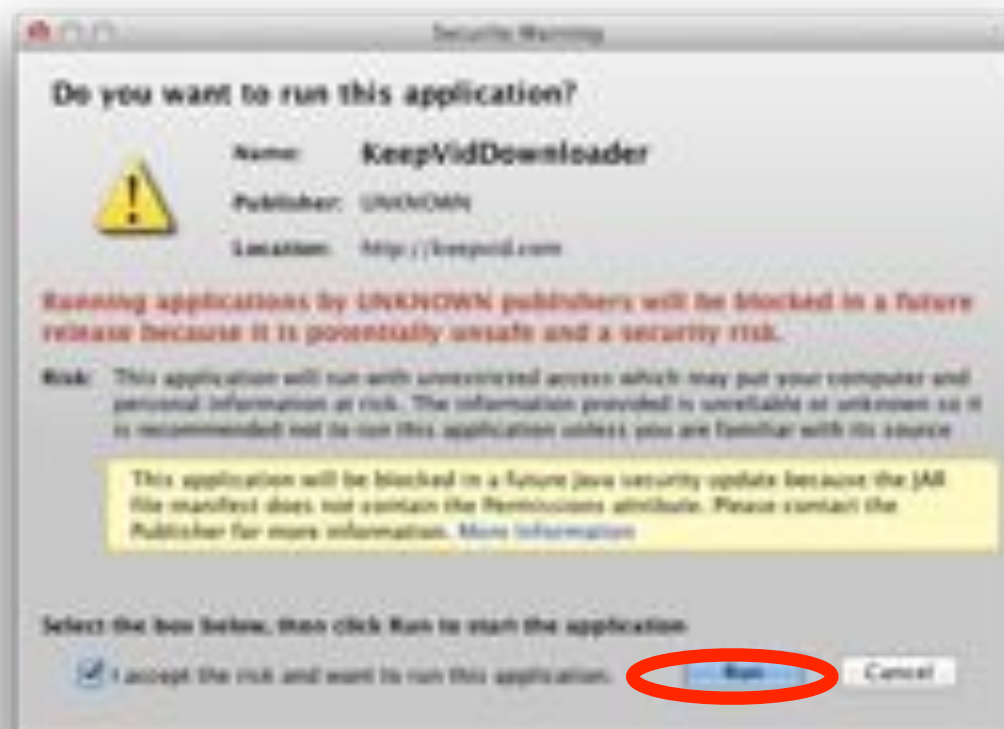 Security Warning
Do you want to run this application?
Name: KeepVidDownloader
Publisher: UNKNOWN
Location: http://keepvid.com
Running applications by UNKNOWN publishers will be blocked in a future
release because it is potentially unsafe and a security risk.
Risk: This application will run with unrestricted access which may put your computer and
personal information at risk. The information provided is unreliable or unknown so it
is recommended not to run this application unless you are familiar with its source
This application will be blocked in a future Java security update because the JAR
file manifest does not contain the Permissions attribute. Please contact the
Publisher for more information. More Information
Select the box below, then click Run to start the application
I accept the risk and want to run this application.
Run
Cancel